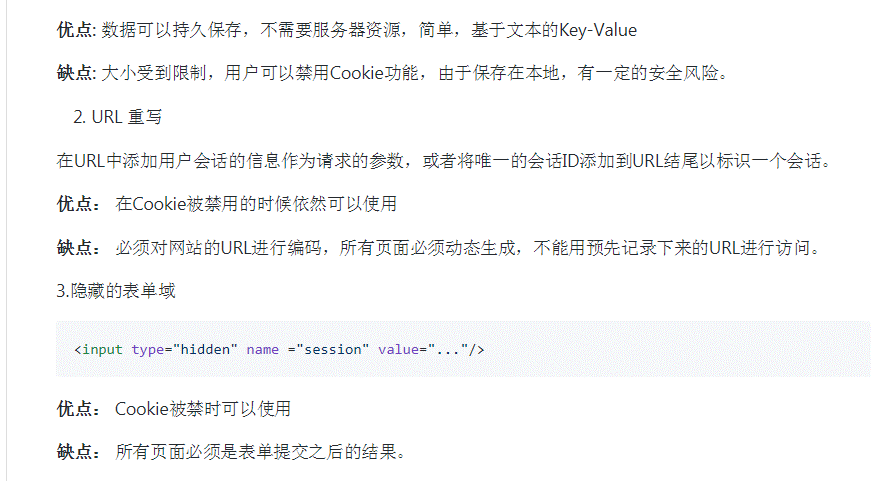 优点: 数据可以持久保存，不需要服务器资源，简单，基于文本的Key-Value
缺点: 大小受到限制，用户可以禁用Cookie功能，由于保存在本地，有一定的安全风险。
2. URL 重写
在URL中添加用户会话的信息作为请求的参数，或者将唯一的会话ID添加到URL结尾以标识一个会话。
优点： 在Cookie被禁用的时候依然可以使用
缺点： 必须对网站的URL进行编码，所有页面必须动态生成，不能用预先记录下来的URL进行访问。
3.隐藏的表单域
<input type="hidden" name ="session" value="..."/>
优点： Cookie被禁时可以使用
缺点： 所有页面必须是表单提交之后的结果。